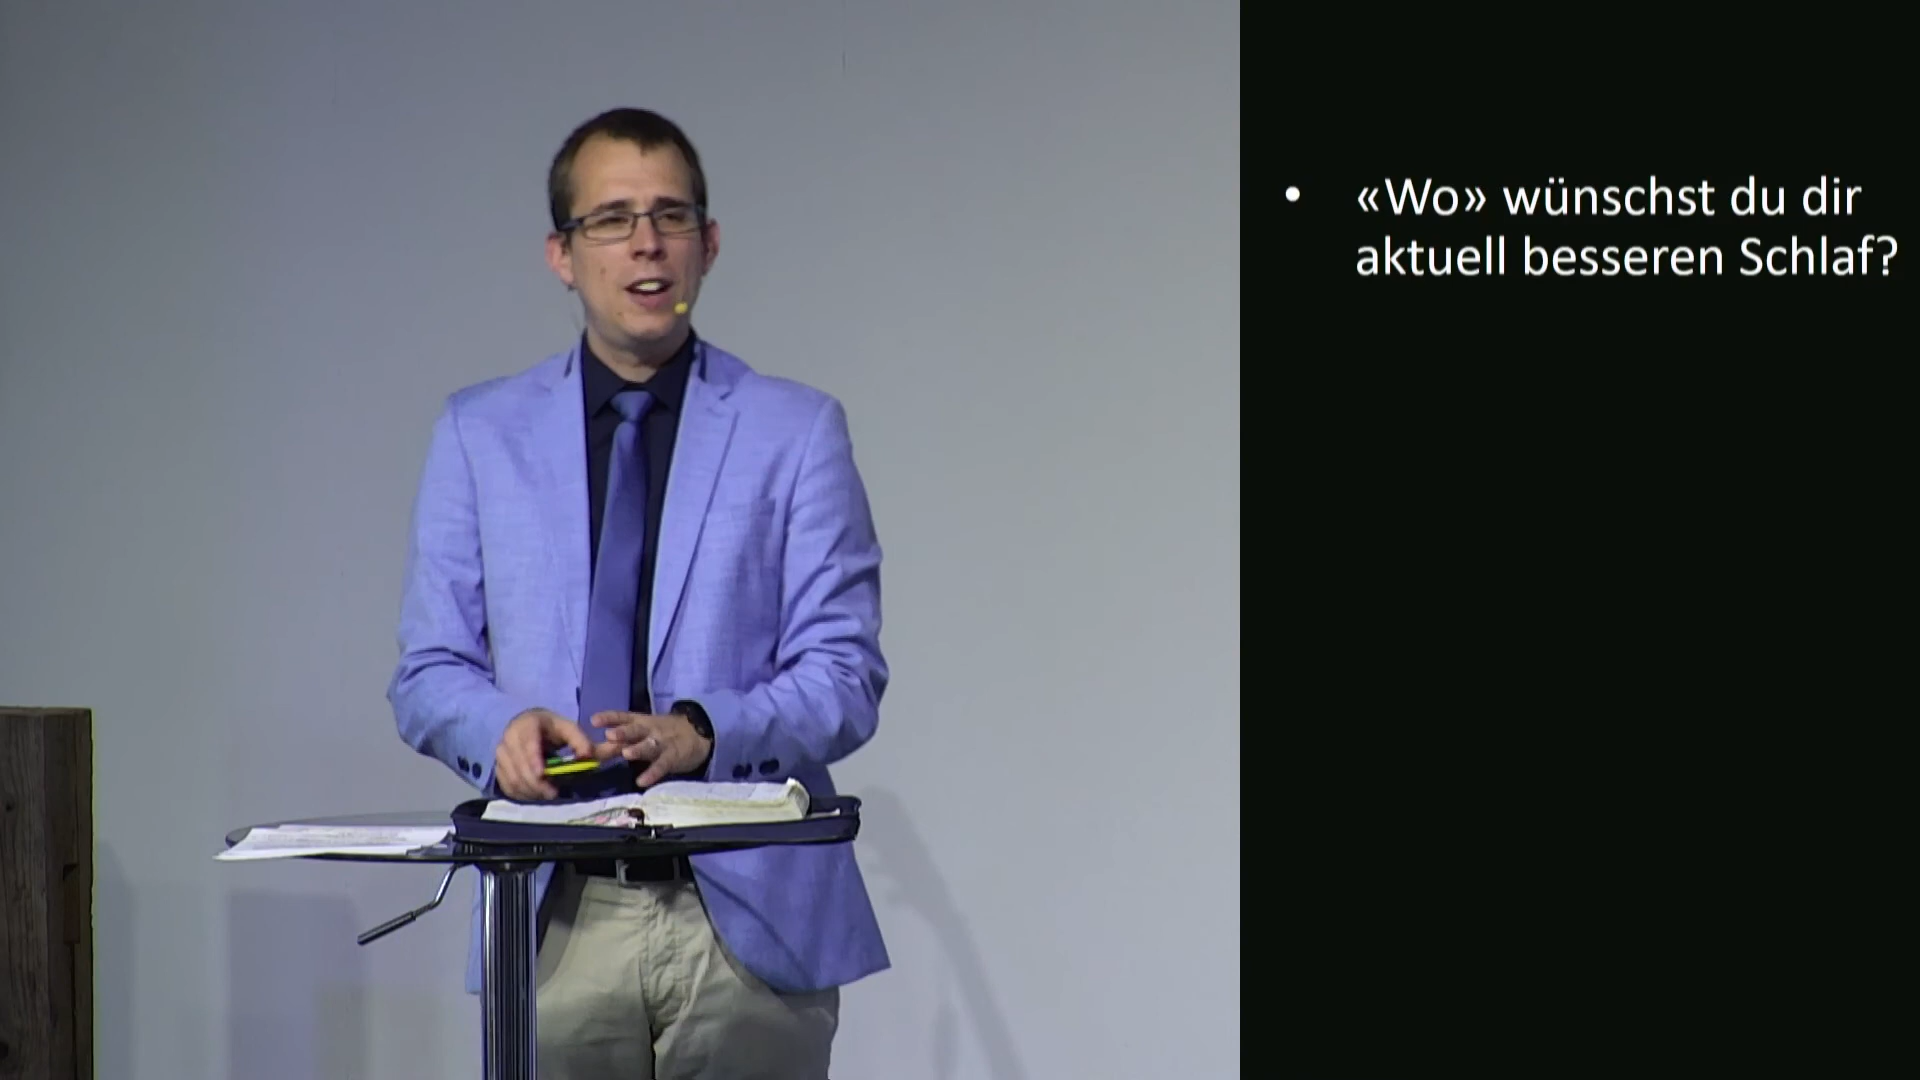 • «Wo» wünschst du dir
aktuell besseren Schlaf?